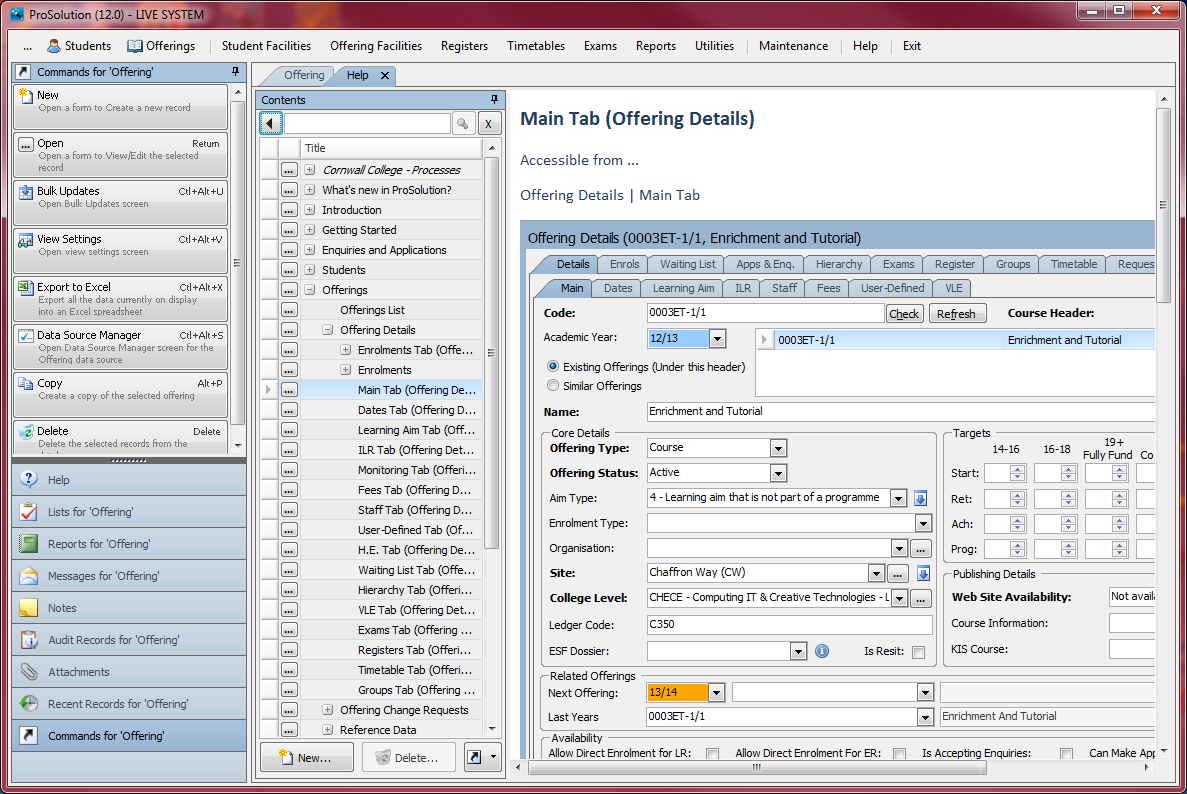 ProSolution (12.0) - LIVE SYSTEM
... Students Offerings Student Facilities Offering Facilities Registers Timetables Exams Reports Utilities Maintenance Help Exit
Commands for 'Offering'
New
Open a form to Create a new record
Open Return
Open a form to View/Edit the selected
record
Bulk Updates Ctl+Alt+U
Open Bulk Updates screen
View Settings Ctl+Alt+V
Open view settings screen
Export to Excel Ctl+Alt+X
Export all the data currently on display
into an Excel spreadsheet
Data Source Manager Ctl+Alt+S
Open Data Source Manager screen for the
Offering data source
Copy Alt+P
Create a copy of the selected offering
Delete Delete
Delete the selected records from the
Help
Lists for 'Offering'
Reports for 'Offering'
Messages for 'Offering'
Notes
Audit Records for 'Offering'
Attachments
Recent Records for 'Offering'
Commands for 'Offering'
Offering Help X
Contents
X
Title
Cornwall College - Processes
What's new in ProSolution?
Introduction
Getting Started
Enquiries and Applications
Students
Offerings
Offerings List
Offering Details
Enrolments Tab (Offe...
Enrolments
Main Tab (Offering De...
Dates Tab (Offering D...
Learning Aim Tab (Off...
ILR Tab (Offering Det...
Monitoring Tab (Offeri...
Fees Tab (Offering D...
Staff Tab (Offering D...
User-Defined Tab (Of...
H.E. Tab (Offering De...
Waiting List Tab (Offe...
Hierarchy Tab (Offeri...
VLE Tab (Offering Det...
Exams Tab (Offering ...
Registers Tab (Offeri...
Timetable Tab (Offeri...
Groups Tab (Offering ...
Offering Change Requests
Reference Data
New... Delete...
Main Tab (Offering Details)
Accessible from ...
Offering Details | Main Tab
Offering Details (0003ET-1/1, Enrichment and Tutorial)
Details Enrols Waiting List Apps & Enq. Hierarchy Exams Register Groups Timetable Reques
Main Dates Learning Aim ILR Staff Fees User-Defined VLE
Code: 0003ET-1/1 Check Refresh Course Header:
Academic Year: 12/13 0003ET-1/1 Enrichment and Tutorial
Existing Offerings (Under this header)
Similar Offerings
Name: Enrichment and Tutorial
Core Details
Offering Type: Course
Offering Status: Active
Aim Type: 4 - Learning aim that is not part of a programme
Enrolment Type:
Organisation: ...
Site: Chaffron Way (CW) ...
College Level: CHECE - Computing IT & Creative Technologies - L ...
Ledger Code: C350
ESF Dossier: Is Resit:
Targets
14-16 16-18 19+
Fully Fund Co
Start:
Ret:
Ach:
Prog:
Publishing Details
Web Site Availability: Not availa
Course Information:
KIS Course:
Related Offerings
Next Offering: 13/14
Last Years 0003ET-1/1 Enrichment And Tutorial
Availability
Allow Direct Enrolment for LR: Allow Direct Enrolment For ER: Is Accepting Enquiries: Can Make App